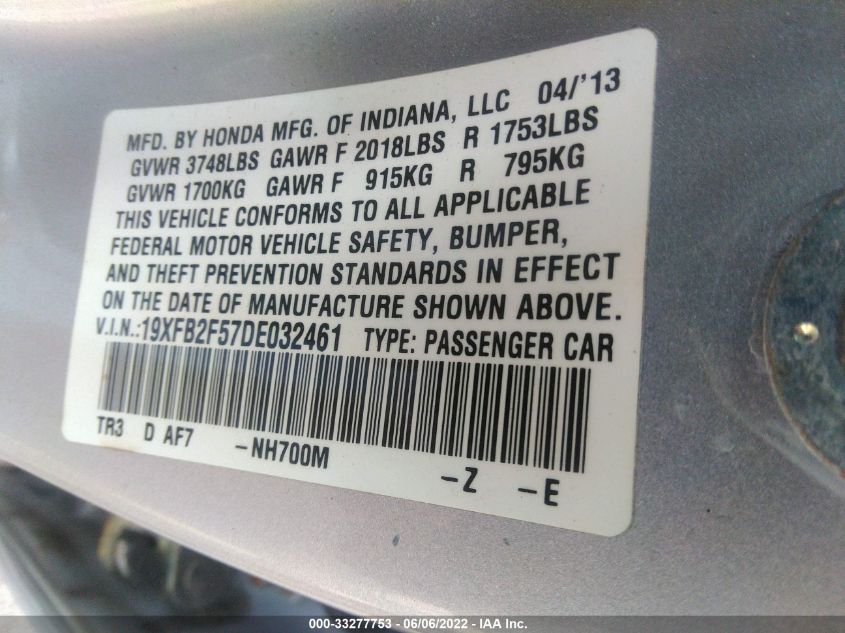 MFD. BY HONDA MFG. OF INDIANA, LLC 04/'13
GVWR 3748LBS GAWR F 2018LBS R 1753LBS
GVWR 1700KG GAWR F 915KG R 795KG
THIS VEHICLE CONFORMS TO ALL APPLICABLE
FEDERAL MOTOR VEHICLE SAFETY, BUMPER,
AND THEFT PREVENTION STANDARDS IN EFFECT
ON THE DATE OF MANUFACTURE SHOWN ABOVE.
V.I.N.:19XFB2F57DE032461 TYPE: PASSENGER CAR
TR3 D AF7 -NH700M -Z -E
000-33277753 - 06/06/2022 - IAA Inc.